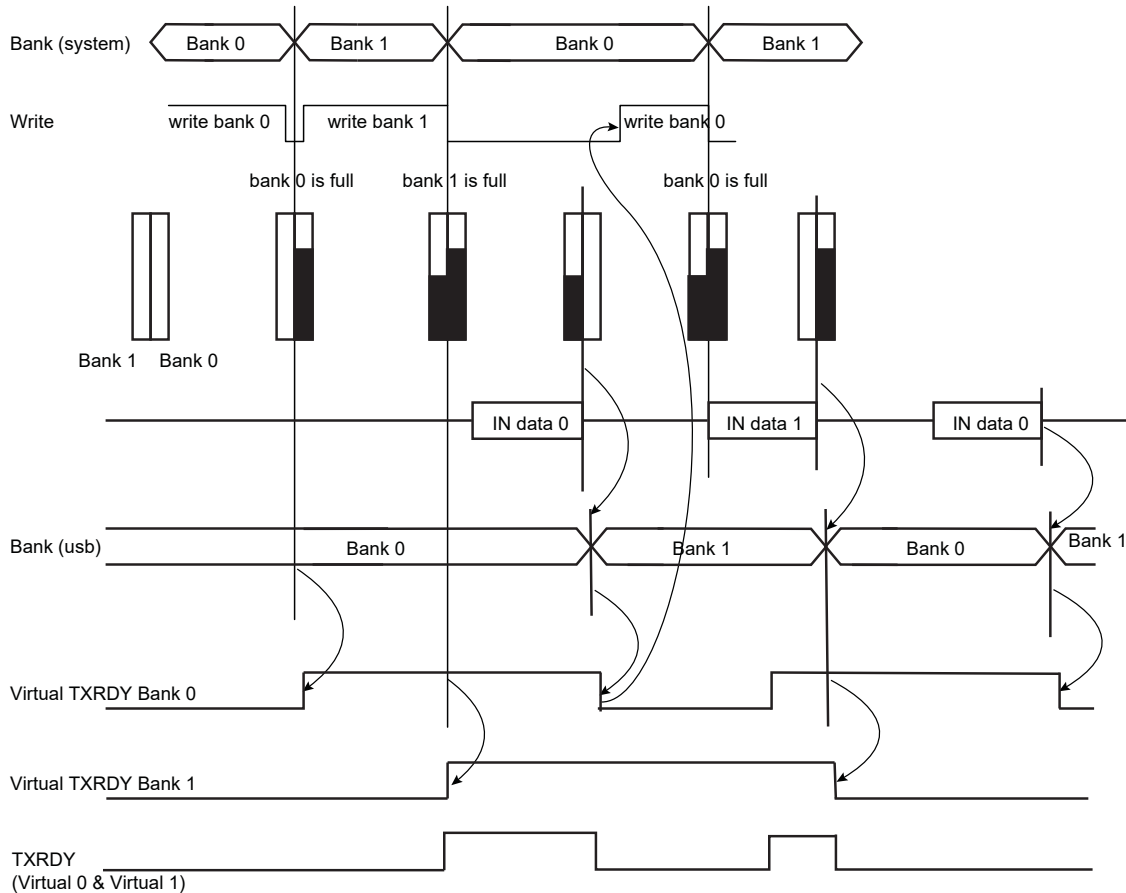 Bank (system)
Bank 0
Bank 1
Bank 0
Bank 1
Write
write bank 0
write bank 1
write bank 0
bank 0 is full
bank 1 is full
bank 0 is full
Bank 1
Bank 0
IN data 0
IN data 1
IN data 0
Bank (usb)
Bank 0
Bank 1
Bank 0
Bank 1
Virtual TXRDY Bank 0
Virtual TXRDY Bank 1
TXRDY
(Virtual 0 & Virtual 1)